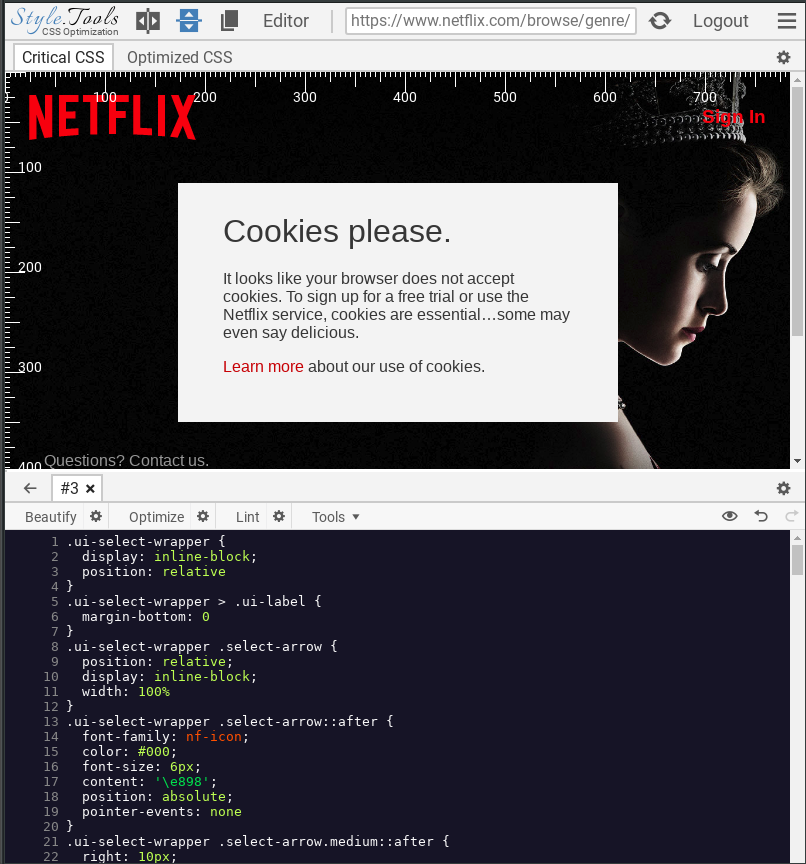 Style.Tools
CSS Optimization
Editor
https://www.netflix.com/browse/genre/
Logout
Critical CSS
Optimized CSS
100 200 300 400 500 600 700
NETFLIX
Sign In
100
200
300
400
Cookies please.
It looks like your browser does not accept
cookies. To sign up for a free trial or use the
Netflix service, cookies are essential…some may
even say delicious.
Learn more about our use of cookies.
Questions? Contact us.
#3
Beautify Optimize Lint Tools
1 .ui-select-wrapper {
2 display: inline-block;
3 position: relative
4 }
5 .ui-select-wrapper > .ui-label {
6 margin-bottom: 0
7 }
8 .ui-select-wrapper .select-arrow {
9 position: relative;
10 display: inline-block;
11 width: 100%
12 }
13 .ui-select-wrapper .select-arrow::after {
14 font-family: nf-icon;
15 color: #000;
16 font-size: 6px;
17 content: '\e898';
18 position: absolute;
19 pointer-events: none
20 }
21 .ui-select-wrapper .select-arrow.medium::after {
22 right: 10px;